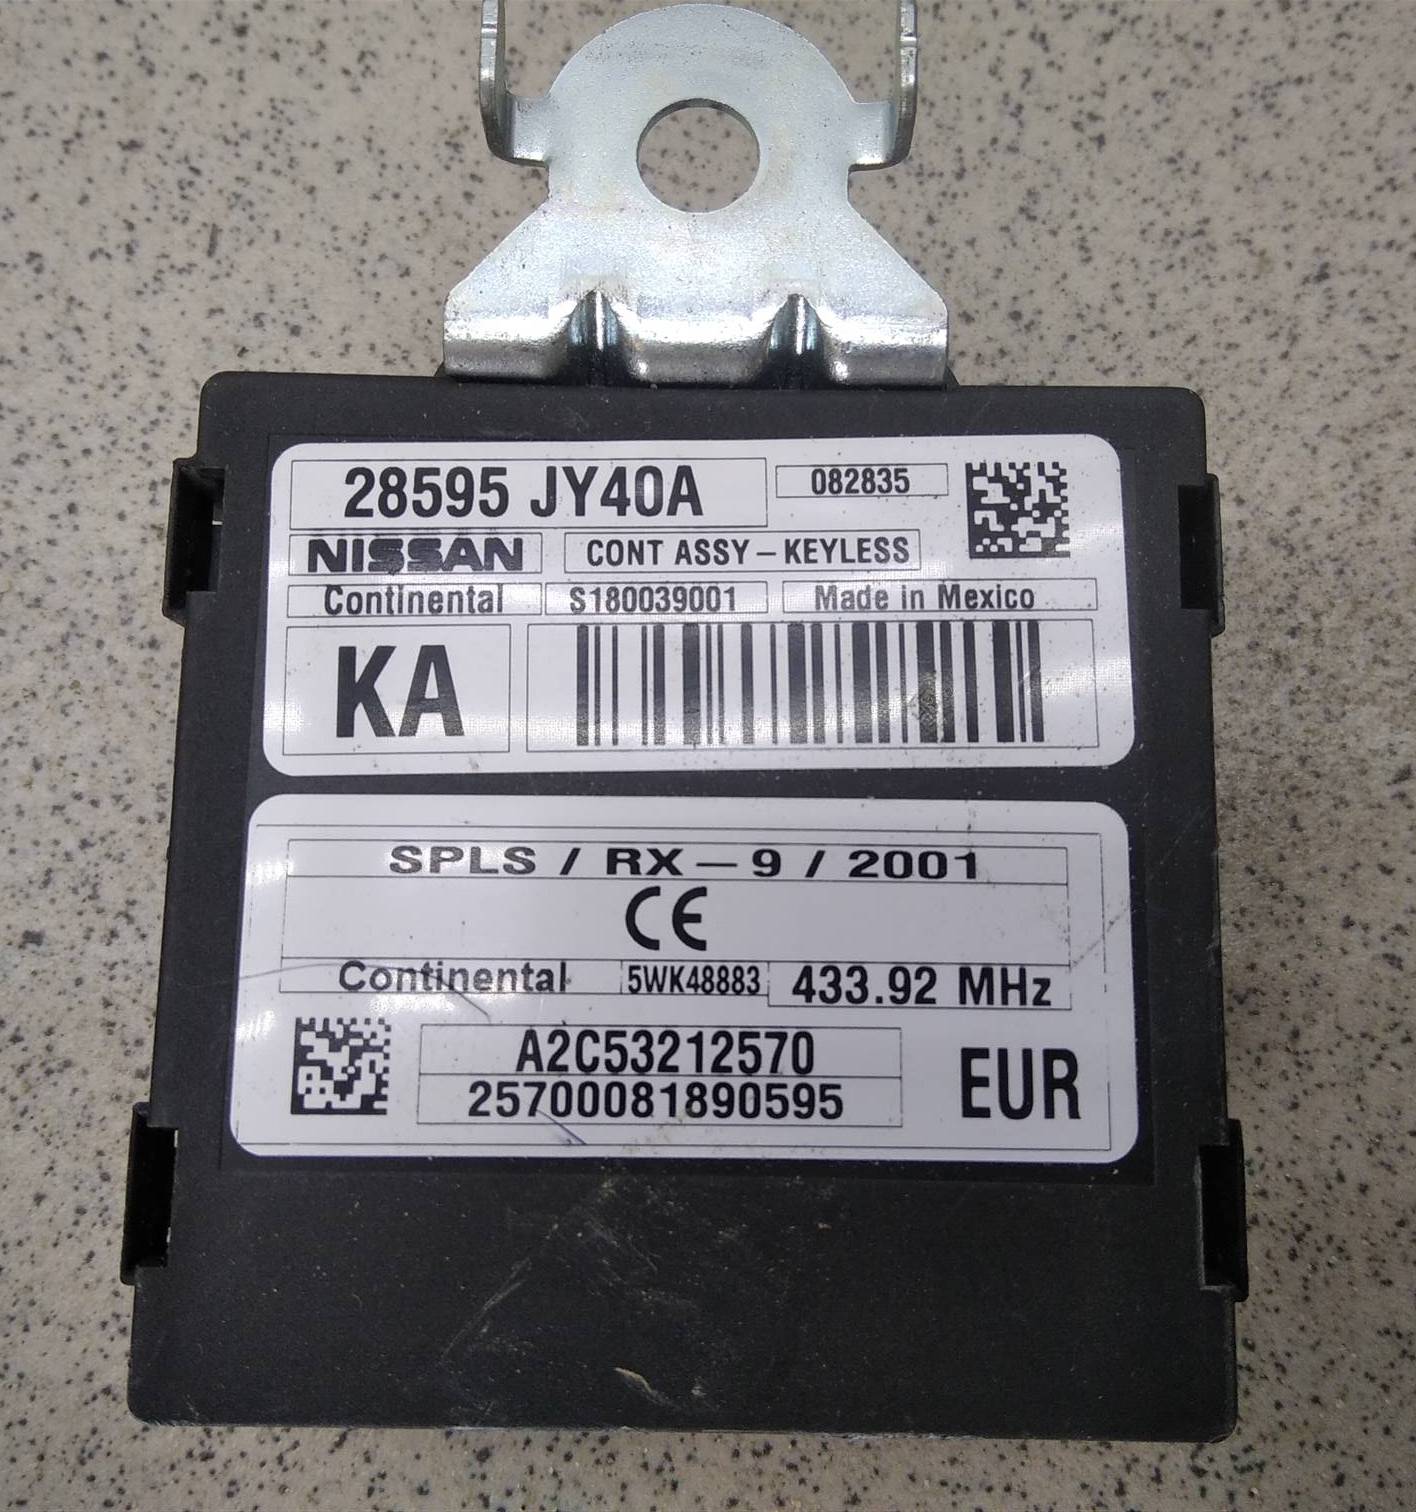 28595 JY40A 082835
NISSAN CONT ASSY – KEYLESS
Continental S180039001 Made in Mexico
KA
SPLS / RX – 9 / 2001
CE
Continental 5WK48883 433.92 MHz
A2C53212570
25700081890595
EUR